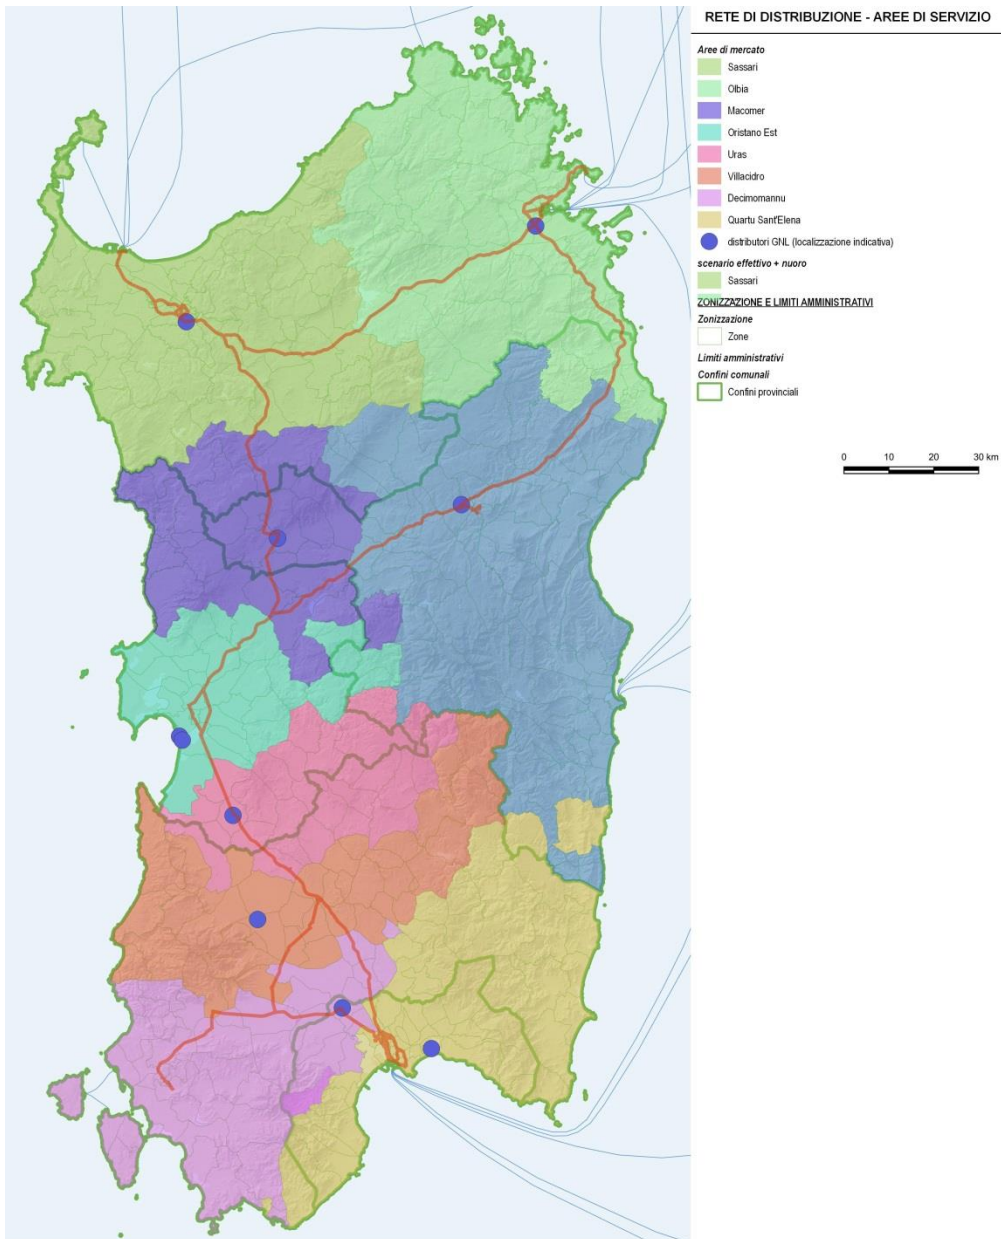 RETE DI DISTRIBUZIONE - AREE DI SERVIZIO
Aree di mercato
Sassari
Olbia
Macomer
Oristano Est
Uras
Villacidro
Decimomannu
Quartu Sant'Elena
distributori GNL (localizzazione indicativa)
scenario effettivo + nuoro
Sassari
ZONIZZAZIONE E LIMITI AMMINISTRATIVI
Zonizzazione
Zone
Limiti amministrativi
Confini comunali
Confini provinciali
0 10 20 30 km